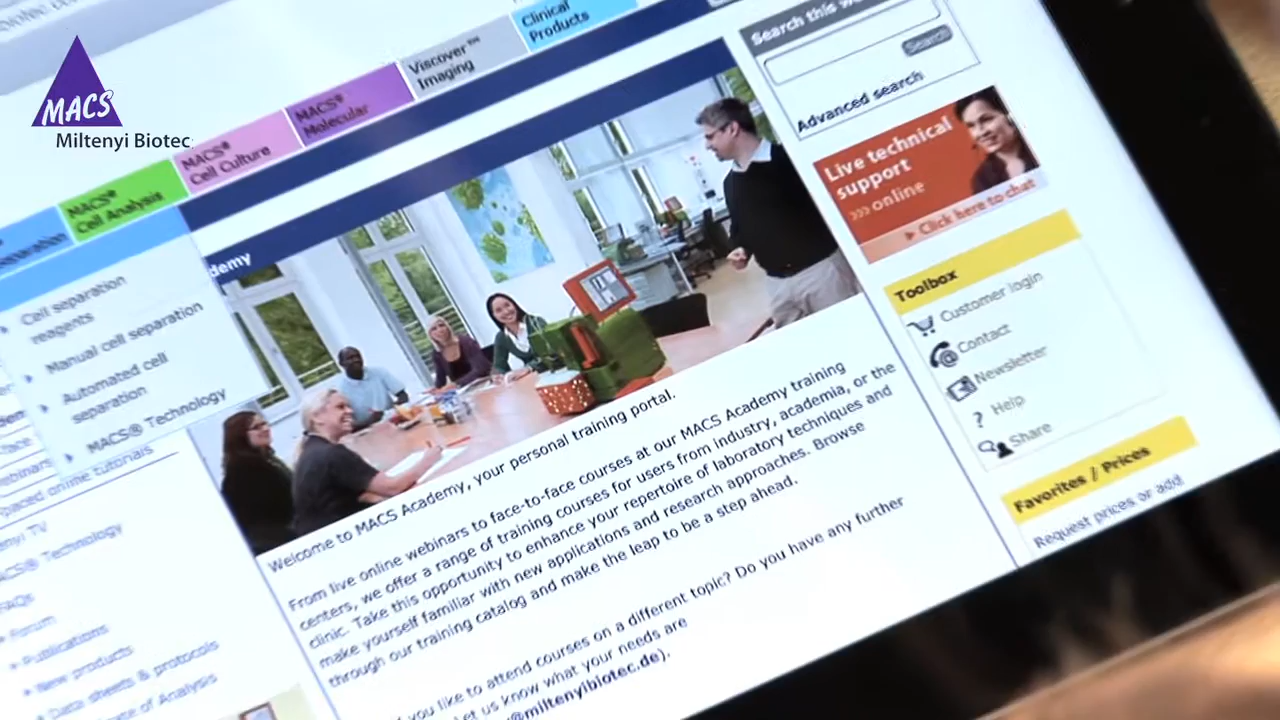 MACS
Miltenyi Biotec
Clinical
Products
Viscover™
Imaging
MACS®
Molecular
MACS®
Cell Culture
MACS®
Cell Analysis
Search this
Search
Advanced search
Live technical
support
>>> online
Click here to chat
Toolbox
Customer login
Contact
Newsletter
Help
Share
Favorites / Prices
Request prices or add
Cell separation
reagents
Manual cell separation
Automated cell
separation
MACS® Technology
online tutorials
TV
Technology
FAQs
Forum
Publications
New products
Data sheets & protocols
of Analysis
Welcome to MACS Academy, your personal training portal.
From live online webinars to face-to-face courses at our MACS Academy training
centers, we offer a range of training courses for users from industry, academia, or the
clinic. Take this opportunity to enhance your repertoire of laboratory techniques and
make yourself familiar with new applications and research approaches. Browse
through our training catalog and make the leap to be a step ahead.
you like to attend courses on a different topic? Do you have any further
let us know what your needs are
@miltenyibiotec.de).